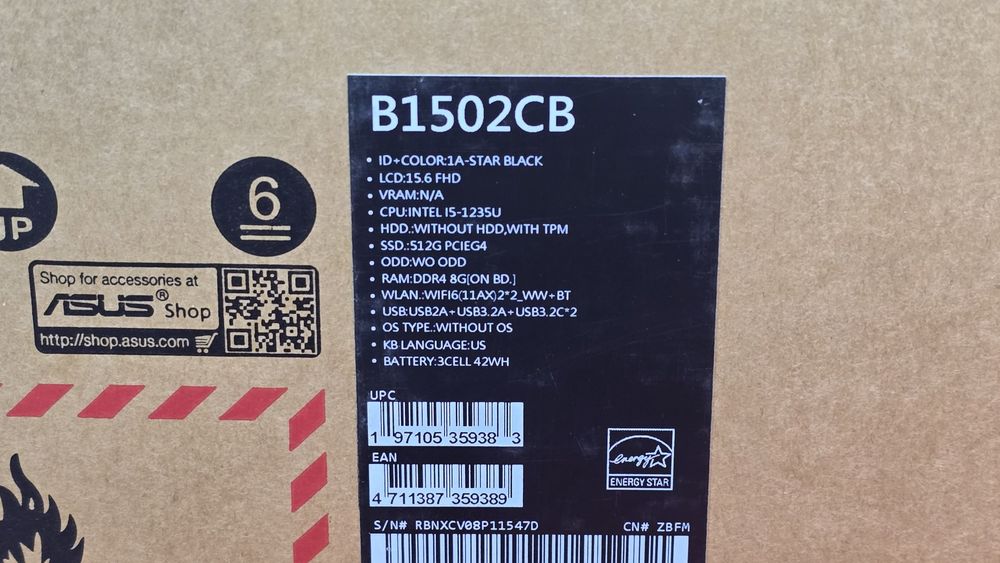 B1502CB
• ID+COLOR:1A-STAR BLACK
• LCD:15.6 FHD
• VRAM:N/A
• CPU:INTEL I5-1235U
• HDD.:WITHOUT HDD,WITH TPM
• SSD.:512G PCIEG4
• ODD:WO ODD
• RAM:DDR4 8G[ON BD.]
• WLAN.:WIFI6(11AX)2*2_WW+BT
• USB:USB2A+USB3.2A+USB3.2C*2
• OS TYPE.:WITHOUT OS
• KB LANGUAGE:US
• BATTERY:3CELL 42WH
UPC
1 97105 35938 3
EAN
4 711387 359389
energy
ENERGY STAR
S/N# RBNXCV08P11547D CN# ZBFM
UP
6
Shop for accessories at
ASUS® Shop
http://shop.asus.com